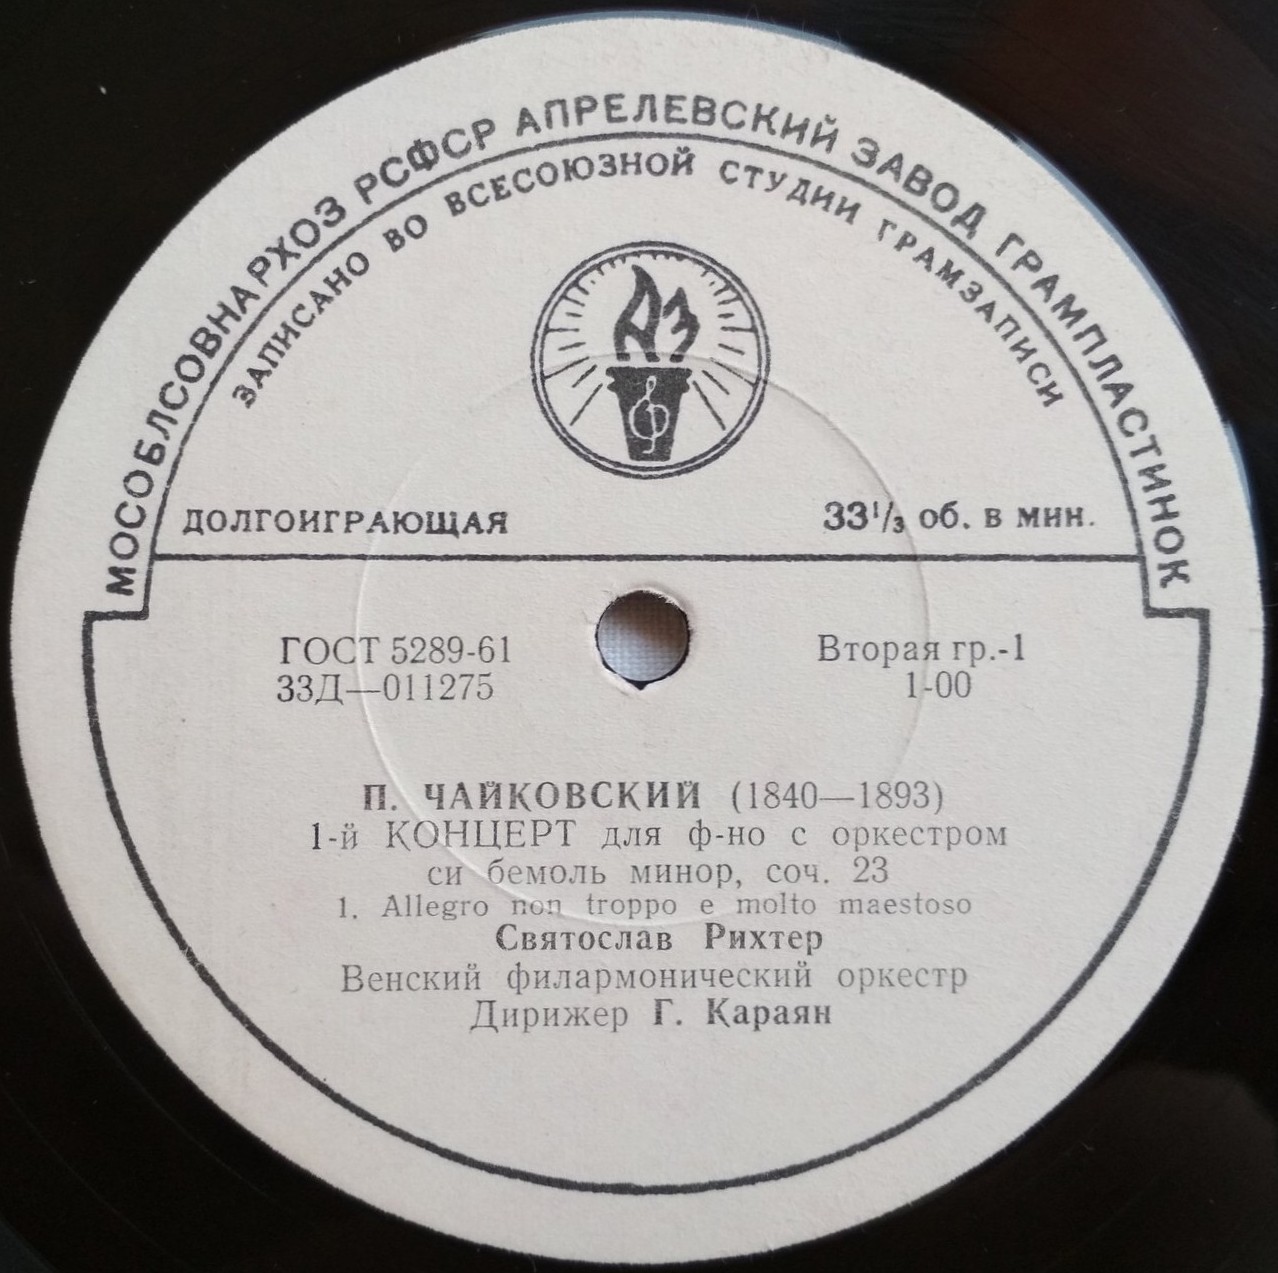 МОСОБЛСОВНАРХОЗ РСФСР АПРЕЛЕВСКИЙ ЗАВОД ГРАМПЛАСТИНОК
ЗАПИСАНО ВО ВСЕСОЮЗНОЙ СТУДИИ ГРАМЗАПИСИ
АЗ
ДОЛГОИГРАЮЩАЯ 33 1/3 об. в мин.
ГОСТ 5289-61 Вторая гр.-1
33Д—011275 1-00
П. ЧАЙКОВСКИЙ (1840—1893)
1-й КОНЦЕРТ для ф-но с оркестром
си бемоль минор, соч. 23
1. Allegro non troppo e molto maestoso
Святослав Рихтер
Венский филармонический оркестр
Дирижер Г. Караян